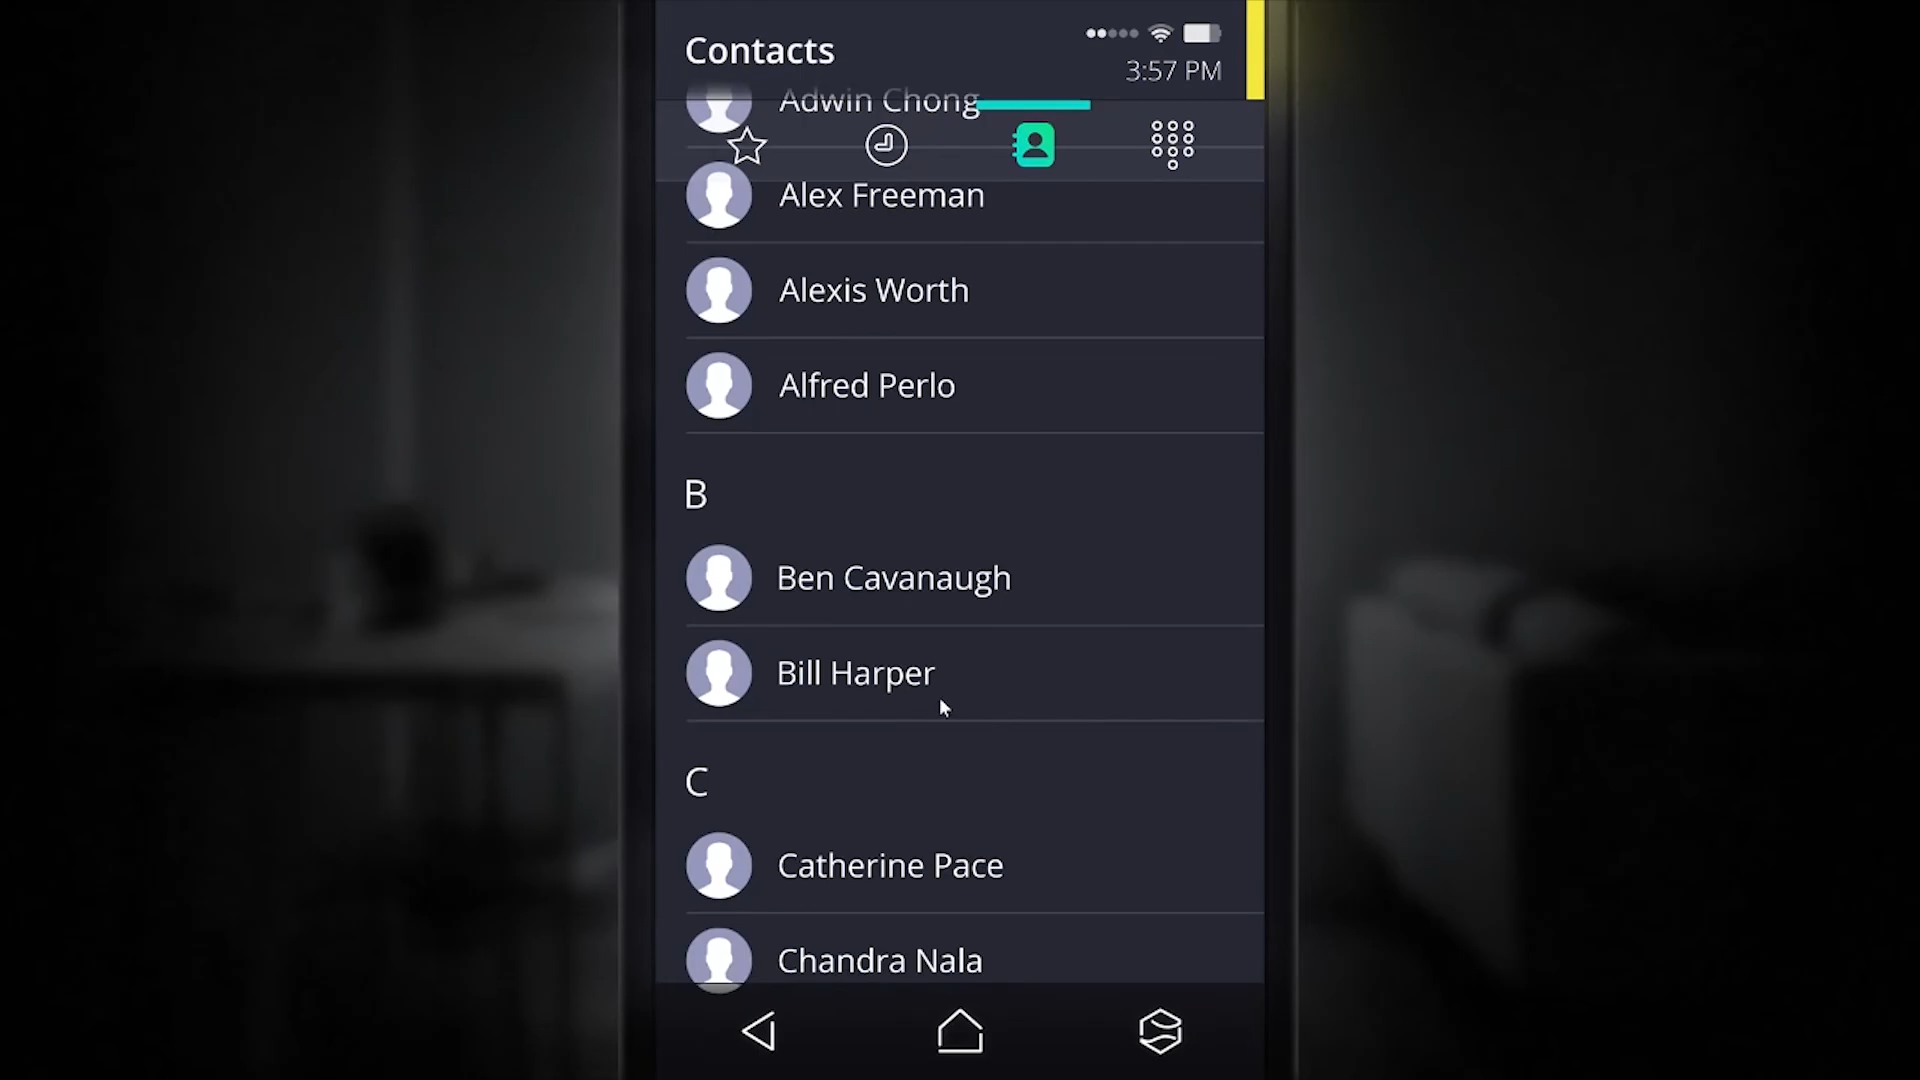 Contacts
3:57 PM
Adwin Chong
Alex Freeman
Alexis Worth
Alfred Perlo
B
Ben Cavanaugh
Bill Harper
C
Catherine Pace
Chandra Nala